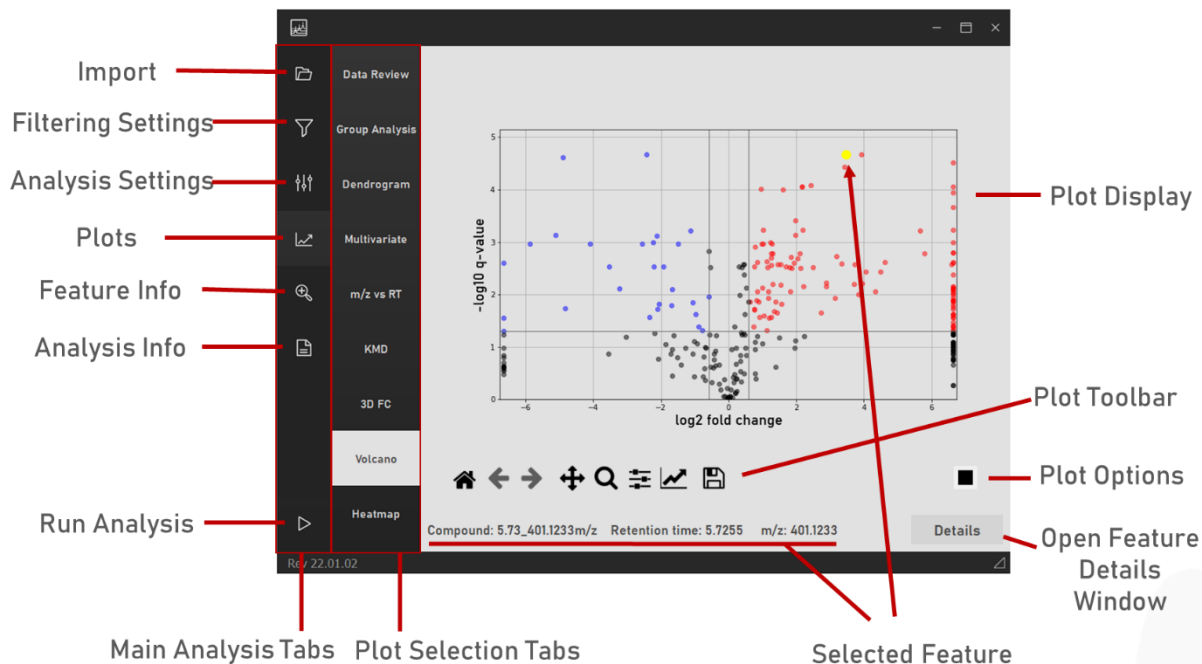 Import
Filtering Settings
Analysis Settings
Plots
Feature Info
Analysis Info
Run Analysis
Main Analysis Tabs
Plot Selection Tabs
Data Review
Group Analysis
Dendrogram
Multivariate
m/z vs RT
KMD
3D FC
Volcano
Heatmap
Rev 22.01.02
5
4
3
2
1
0
-log10 q-value
−6
−4
−2
0
2
4
6
log2 fold change
Compound: 5.73_401.1233m/z Retention time: 5.7255 m/z: 401.1233
Details
Plot Display
Plot Toolbar
Plot Options
Open Feature
Details
Window
Selected Feature